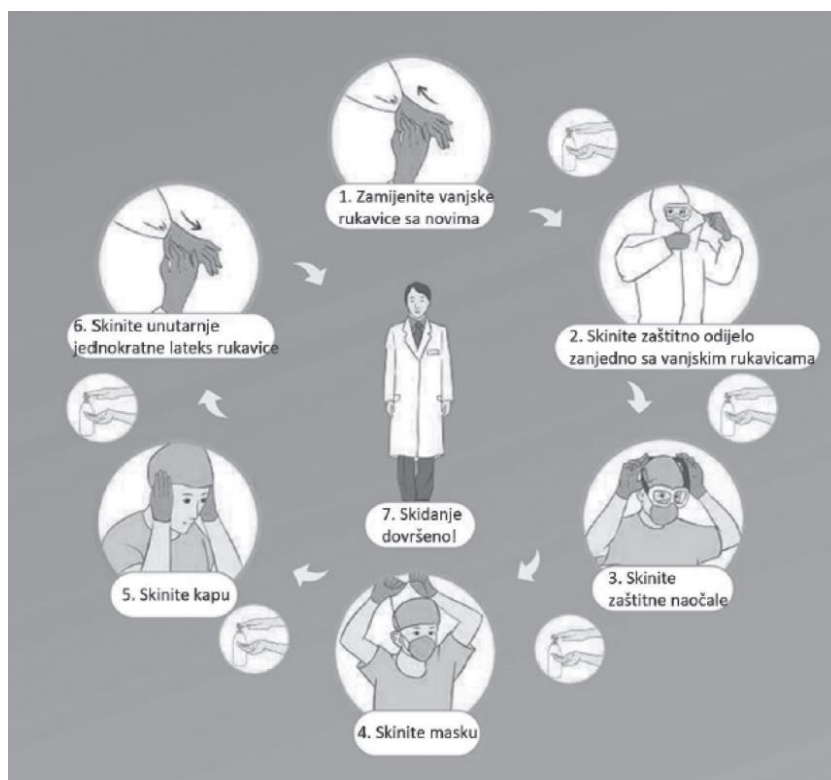 1. Zamijenite vanjske
rukavice sa novima
2. Skinite zaštitno odijelo
zanjedno sa vanjskim rukavicama
3. Skinite
zaštitne naočale
4. Skinite masku
5. Skinite kapu
6. Skinite unutarnje
jednokratne lateks rukavice
7. Skidanje
dovršeno!